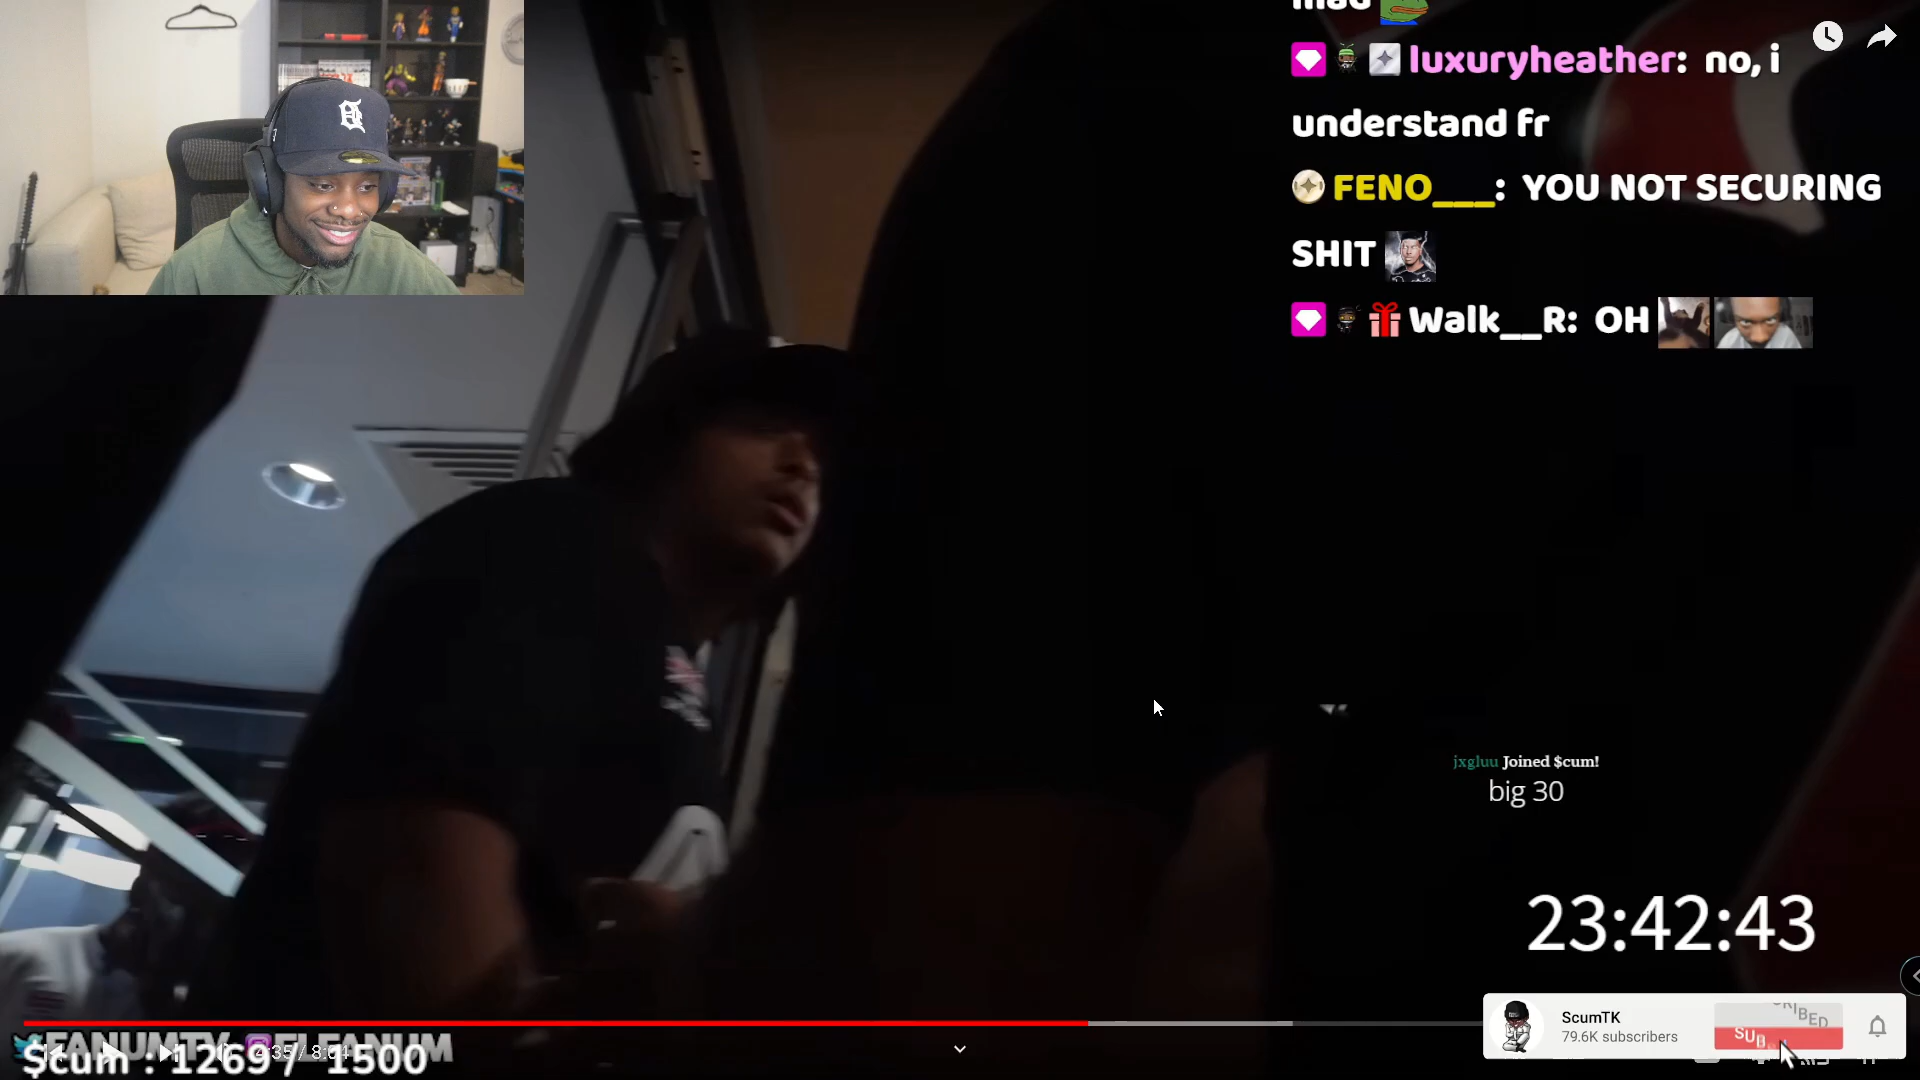 luxuryheather: no, i
understand fr
FENO___: YOU NOT SECURING
SHIT
Walk__R: OH
jxgluu Joined $cum!
big 30
23:42:43
ScumTK
79.6K subscribers
FANUMTV
$cum : 1269 / 1500